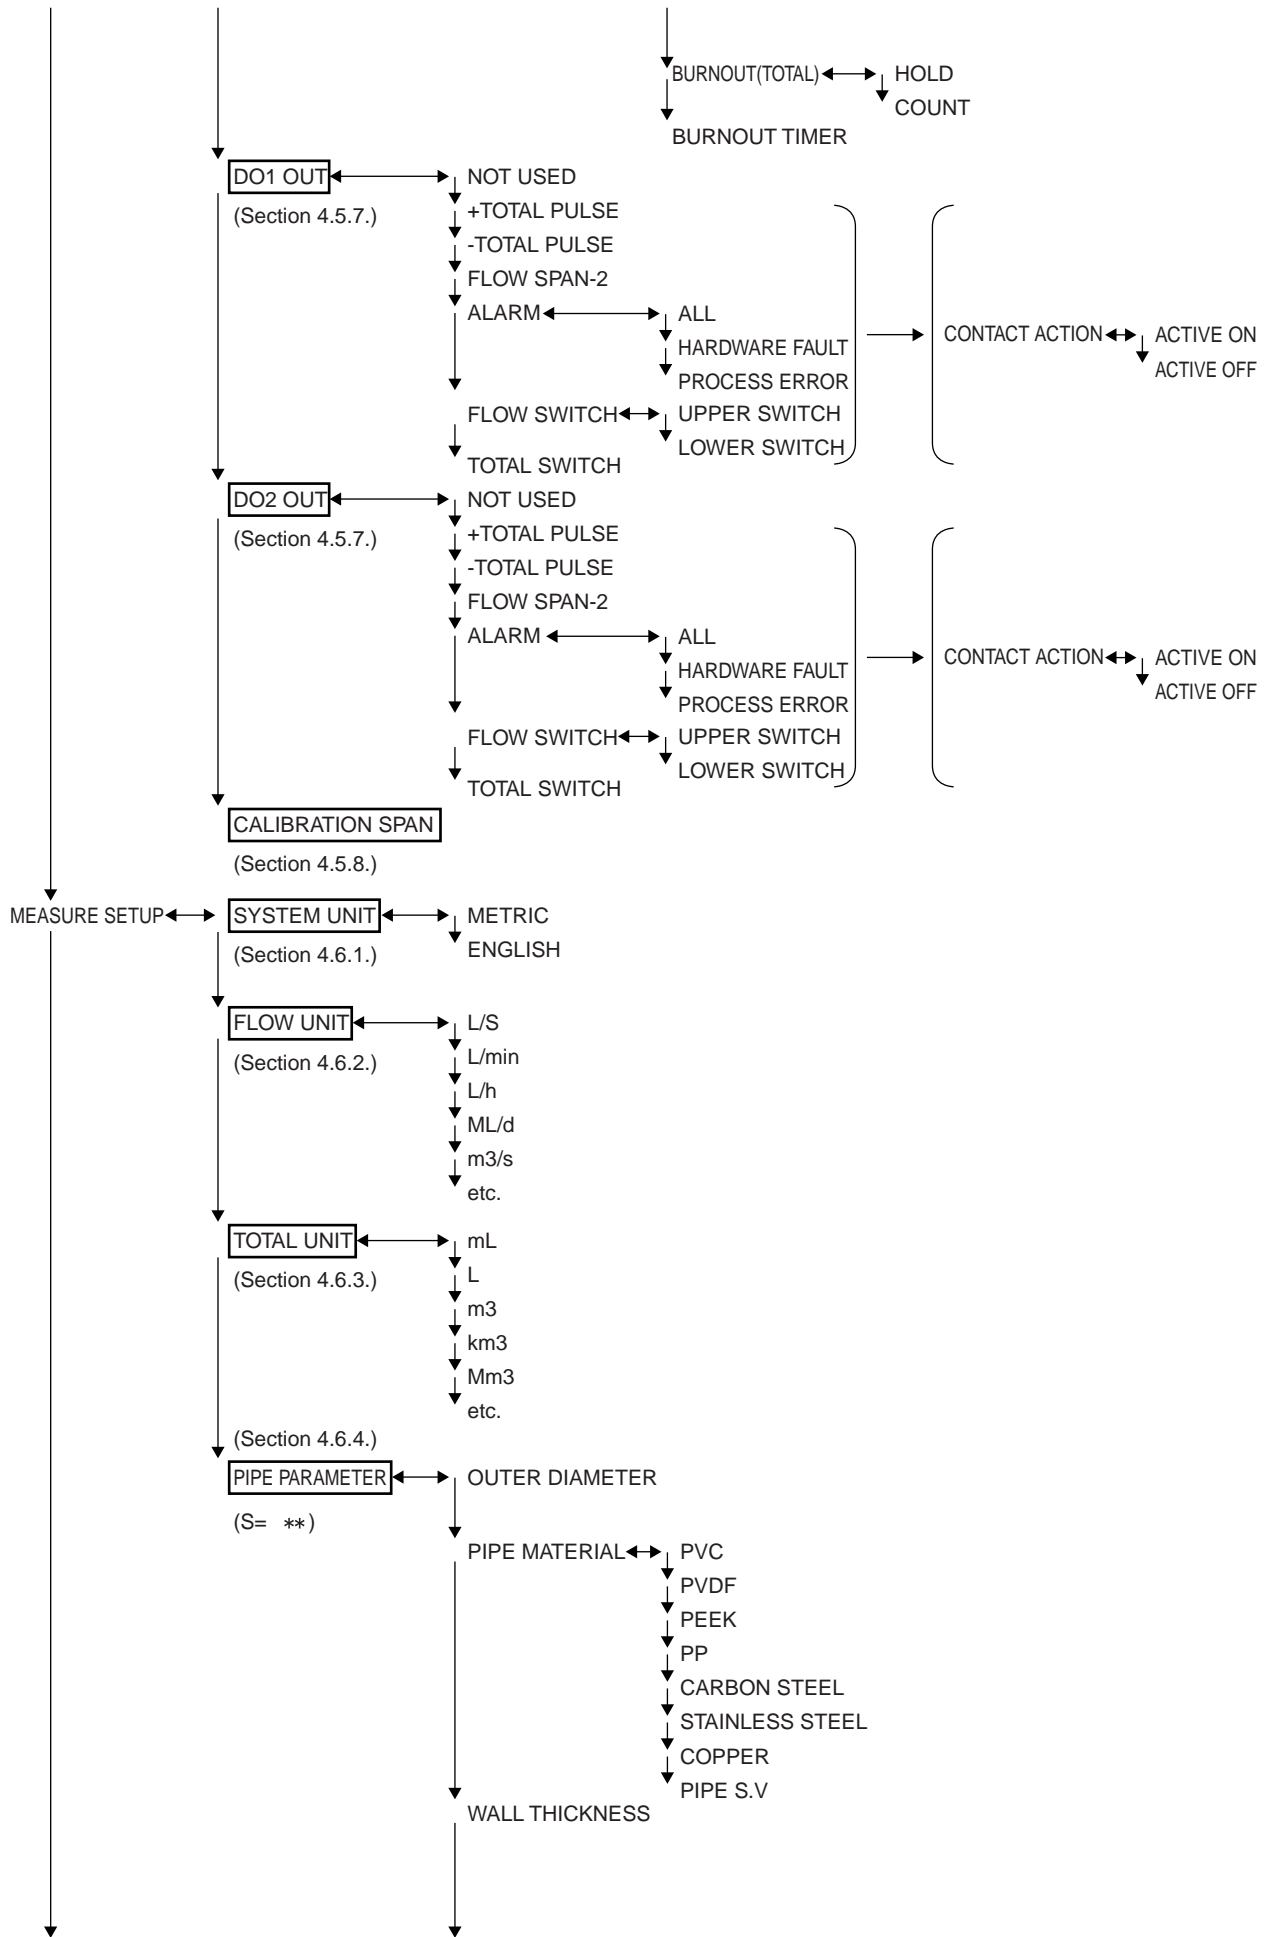 BURNOUT(TOTAL) HOLD
COUNT
BURNOUT TIMER
DO1 OUT NOT USED
(Section 4.5.7.) +TOTAL PULSE
-TOTAL PULSE
FLOW SPAN-2
ALARM ALL
HARDWARE FAULT CONTACT ACTION ACTIVE ON
PROCESS ERROR ACTIVE OFF
FLOW SWITCH UPPER SWITCH
LOWER SWITCH
TOTAL SWITCH
DO2 OUT NOT USED
(Section 4.5.7.) +TOTAL PULSE
-TOTAL PULSE
FLOW SPAN-2
ALARM ALL
HARDWARE FAULT CONTACT ACTION ACTIVE ON
PROCESS ERROR ACTIVE OFF
FLOW SWITCH UPPER SWITCH
LOWER SWITCH
TOTAL SWITCH
CALIBRATION SPAN
(Section 4.5.8.)
MEASURE SETUP SYSTEM UNIT METRIC
(Section 4.6.1.) ENGLISH
FLOW UNIT L/S
(Section 4.6.2.) L/min
L/h
ML/d
m3/s
etc.
TOTAL UNIT mL
(Section 4.6.3.) L
m3
km3
Mm3
etc.
(Section 4.6.4.)
PIPE PARAMETER OUTER DIAMETER
(S= **)
PIPE MATERIAL PVC
PVDF
PEEK
PP
CARBON STEEL
STAINLESS STEEL
COPPER
PIPE S.V
WALL THICKNESS